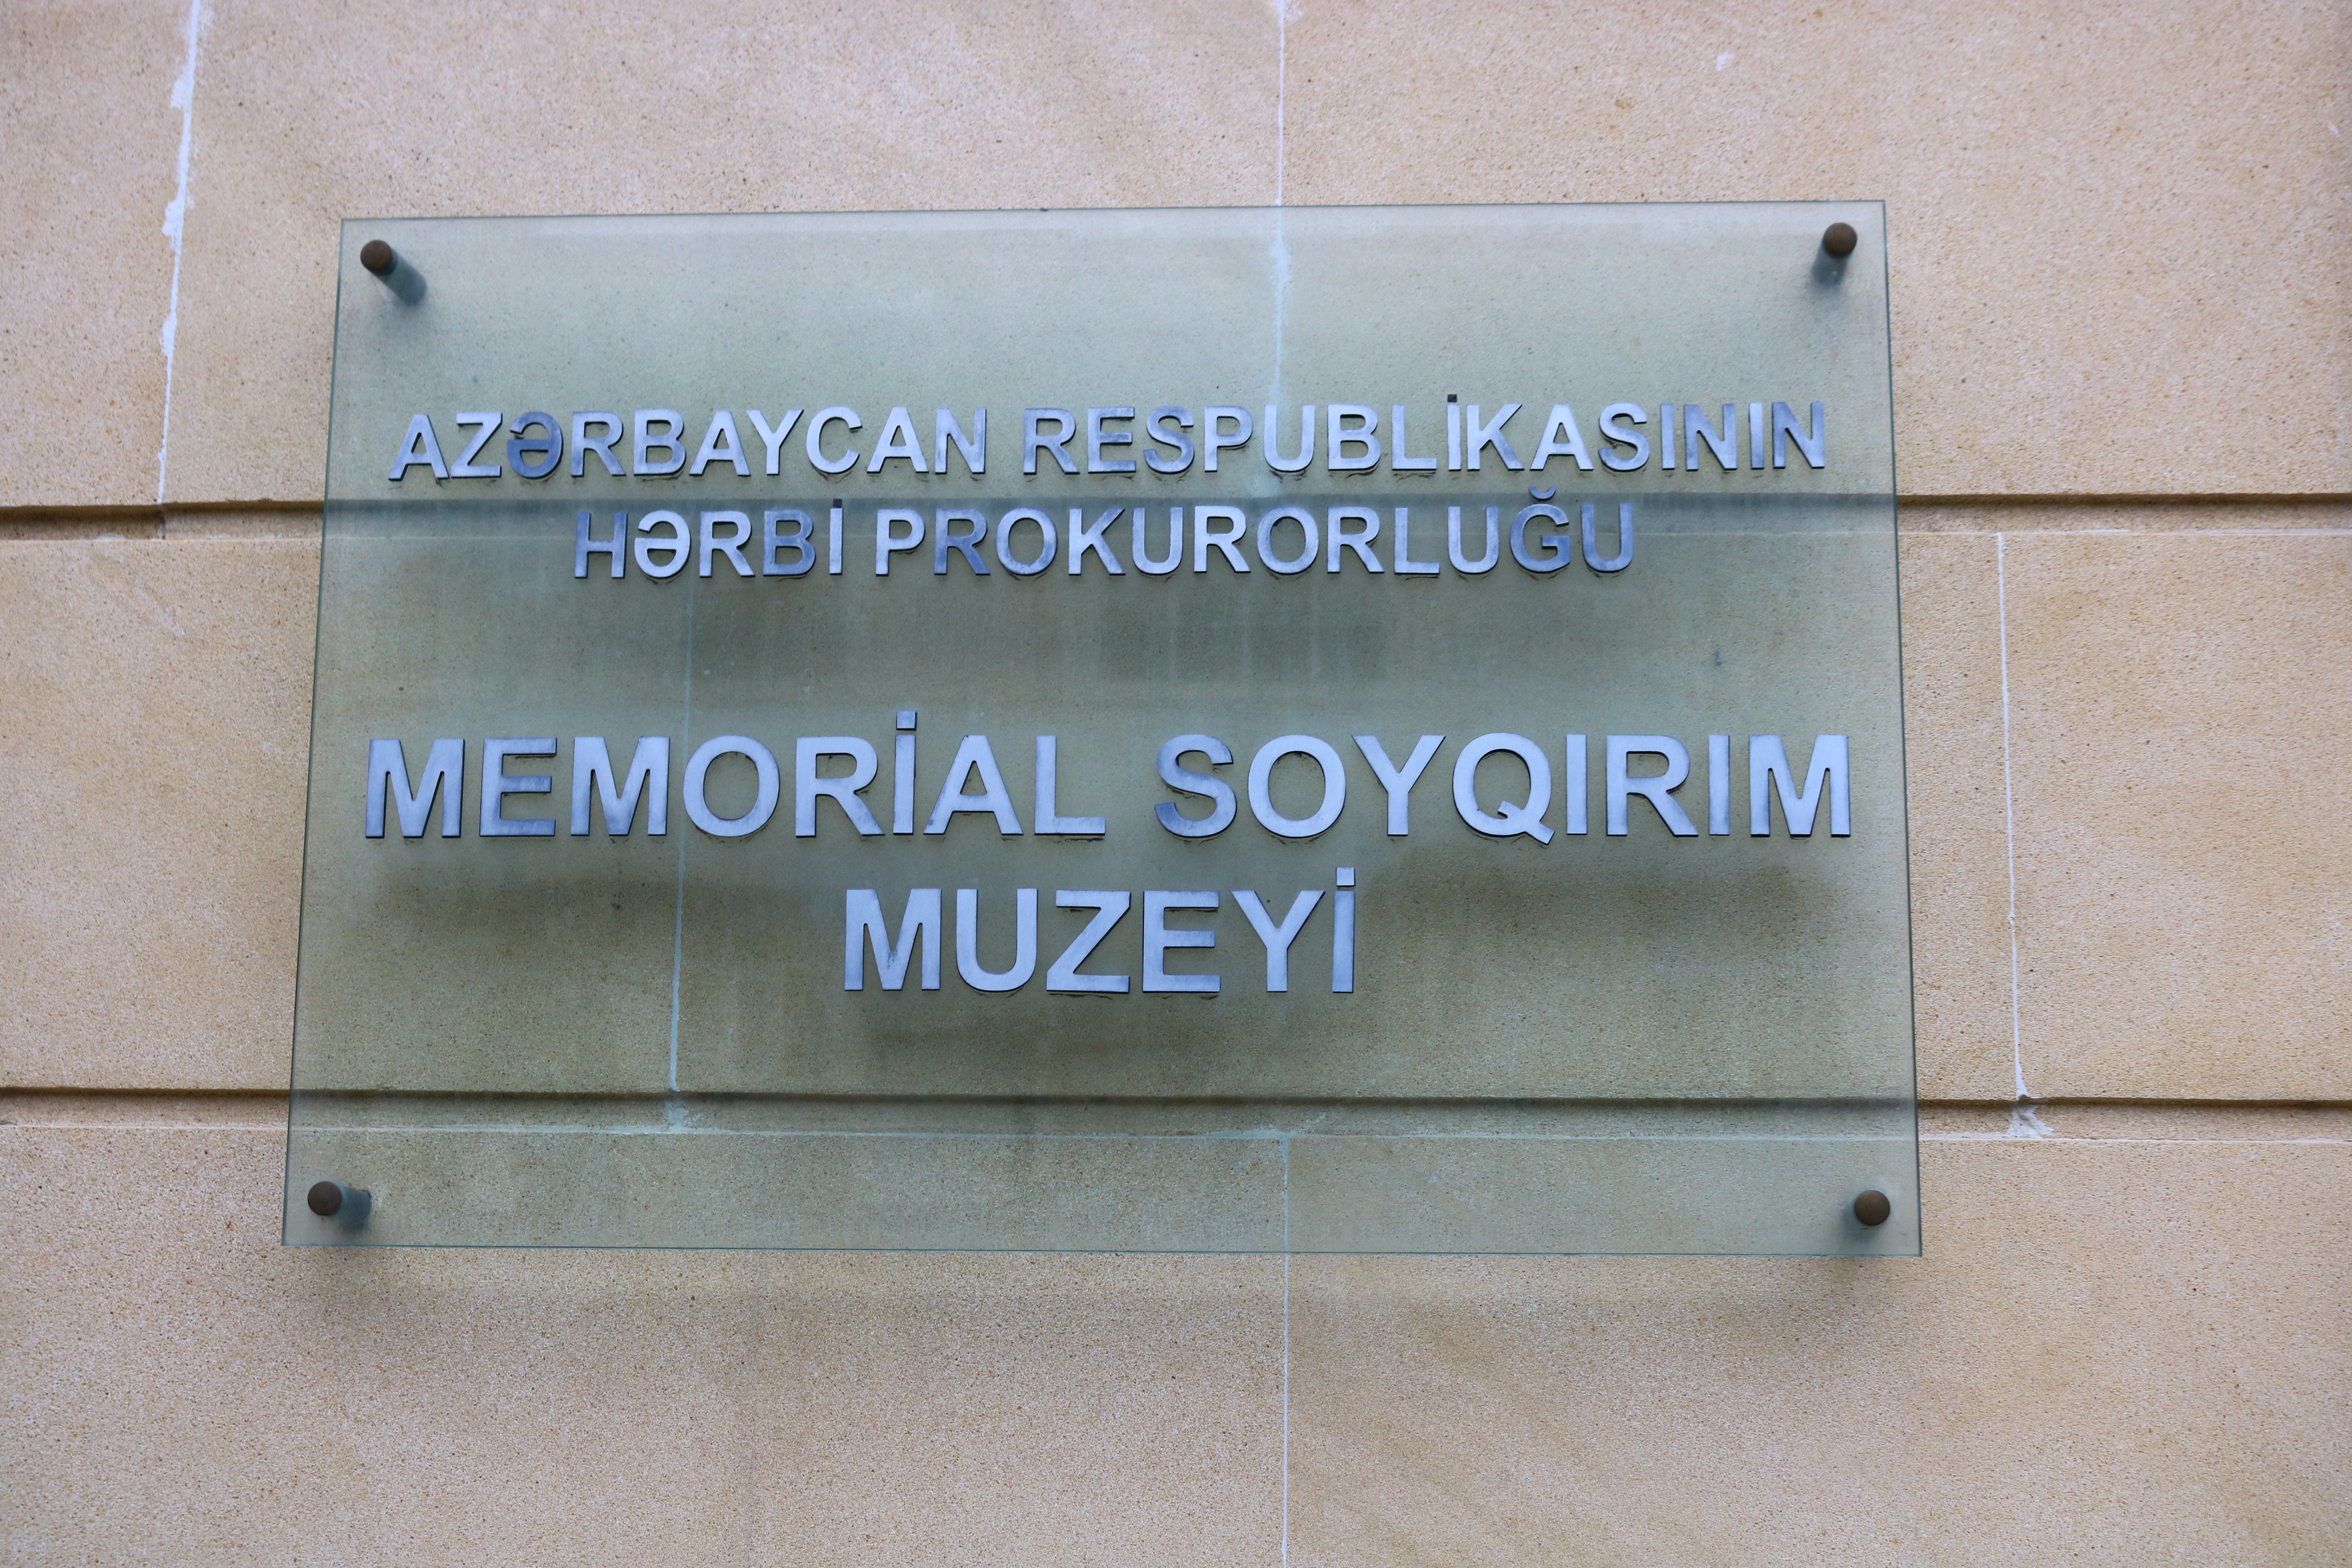 AZƏRBAYCAN RESPUBLİKASININ
HƏRBİ PROKURORLUĞU
MEMORİAL SOYQIRIM
MUZEYİ